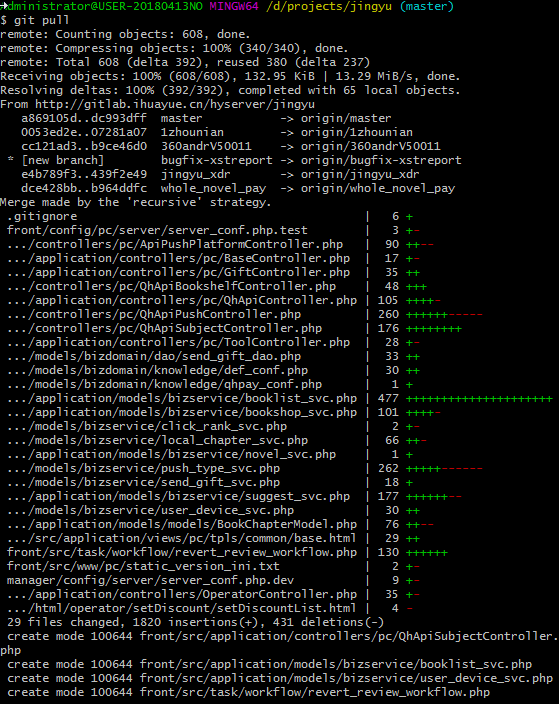 Administrator@USER-20180413NO MINGW64 /d/projects/jingyu (master)
$ git pull
remote: Counting objects: 608, done.
remote: Compressing objects: 100% (340/340), done.
remote: Total 608 (delta 392), reused 380 (delta 237)
Receiving objects: 100% (608/608), 132.95 KiB | 13.29 MiB/s, done.
Resolving deltas: 100% (392/392), completed with 65 local objects.
From http://gitlab.ihuayue.cn/hyserver/jingyu
   a869105d..dc993dff  master          -> origin/master
   0053ed2e..07281a07  1zhounian       -> origin/1zhounian
   cc121ad3..b9ce46d0  360andrV50011   -> origin/360andrV50011
 * [new branch]        bugfix-xstreport -> origin/bugfix-xstreport
   e4b789f3..439f2e49  jingyu_xdr      -> origin/jingyu_xdr
   dce428bb..b964ddfc  whole_novel_pay -> origin/whole_novel_pay
Merge made by the 'recursive' strategy.
 .gitignore                                         |   6 +
 front/config/pc/server/server_conf.php.test        |   3 +-
 .../controllers/pc/ApiPushPlatformController.php   |  90 ++--
 .../application/controllers/pc/BaseController.php  |  17 +-
 .../application/controllers/pc/GiftController.php  |  35 ++
 .../controllers/pc/QhApiBookshelfController.php    |  48 +++
 .../application/controllers/pc/QhApiController.php | 105 ++++-
 .../controllers/pc/QhApiPushController.php         | 260 ++++++-----
 .../controllers/pc/QhApiSubjectController.php      | 176 ++++++++
 .../application/controllers/pc/ToolController.php  |  28 +-
 .../models/bizdomain/dao/send_gift_dao.php         |  33 ++
 .../models/bizdomain/knowledge/def_conf.php        |  30 ++
 .../models/bizdomain/knowledge/qhpay_conf.php      |   1 +
 .../application/models/bizservice/booklist_svc.php | 477 +++++++++++++++++++++
 .../application/models/bizservice/bookshop_svc.php | 101 ++++-
 .../models/bizservice/click_rank_svc.php           |   2 +-
 .../models/bizservice/local_chapter_svc.php        |  66 ++-
 .../application/models/bizservice/novel_svc.php    |   1 +
 .../models/bizservice/push_type_svc.php            | 262 +++++------
 .../models/bizservice/send_gift_svc.php            |  18 +
 .../application/models/bizservice/suggest_svc.php  | 177 ++++++--
 .../models/bizservice/user_device_svc.php          |  30 ++
 .../application/models/models/BookChapterModel.php |  76 ++--
 .../src/application/views/pc/tpls/common/base.html |  29 ++
 front/src/task/workflow/revert_review_workflow.php | 130 ++++++
 front/src/www/pc/static_version_ini.txt            |   2 +-
 manager/config/server/server_conf.php.dev          |   9 +-
 .../application/controllers/OperatorController.php |  35 +-
 .../html/operator/setDiscount/setDiscountList.html |   4 -
 29 files changed, 1820 insertions(+), 431 deletions(-)
 create mode 100644 front/src/application/controllers/pc/QhApiSubjectController.
php
 create mode 100644 front/src/application/models/bizservice/booklist_svc.php
 create mode 100644 front/src/application/models/bizservice/user_device_svc.php
 create mode 100644 front/src/task/workflow/revert_review_workflow.php